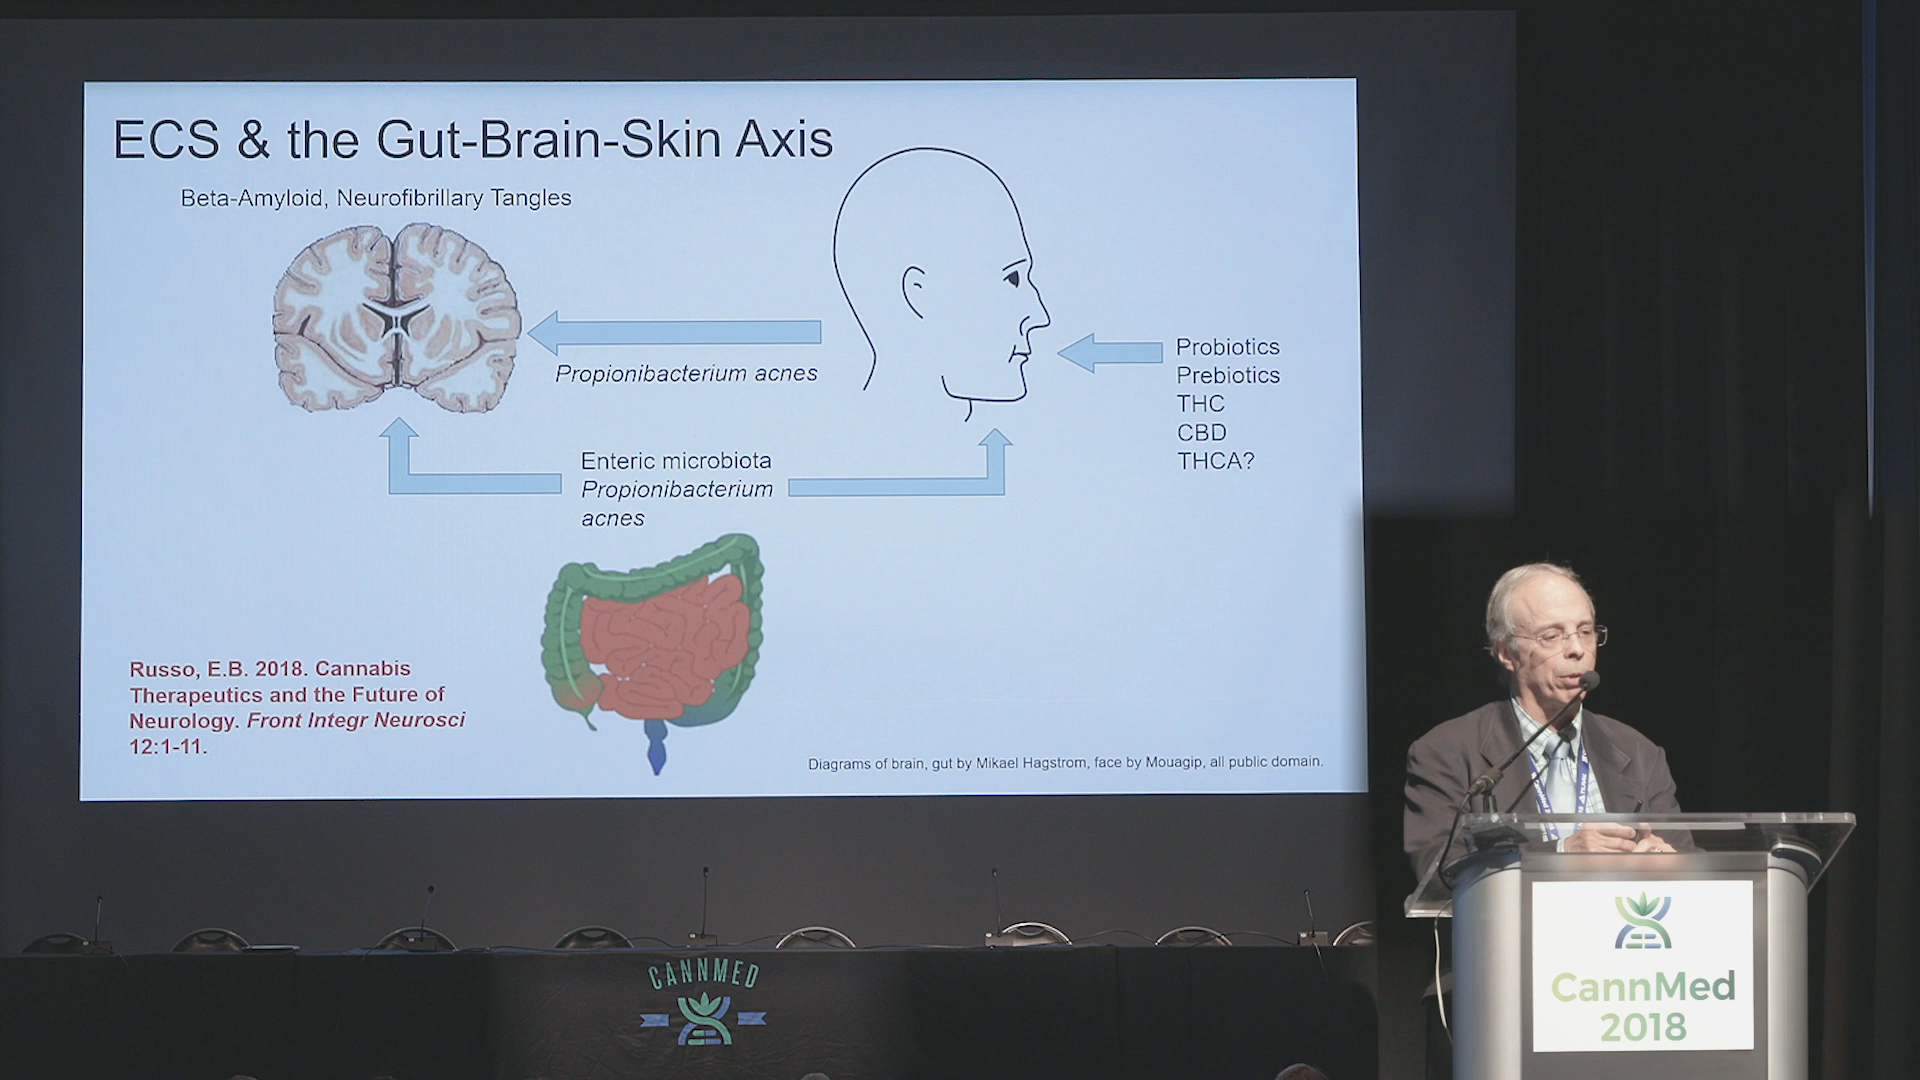 ECS & the Gut-Brain-Skin Axis
Beta-Amyloid, Neurofibrillary Tangles
Propionibacterium acnes
Probiotics
Prebiotics
THC
CBD
THCA?
Enteric microbiota
Propionibacterium
acnes
Russo, E.B. 2018. Cannabis
Therapeutics and the Future of
Neurology. Front Integr Neurosci
12:1-11.
Diagrams of brain, gut by Mikael Hagstrom, face by Mouagip, all public domain.
CANNMED
CannMed
2018